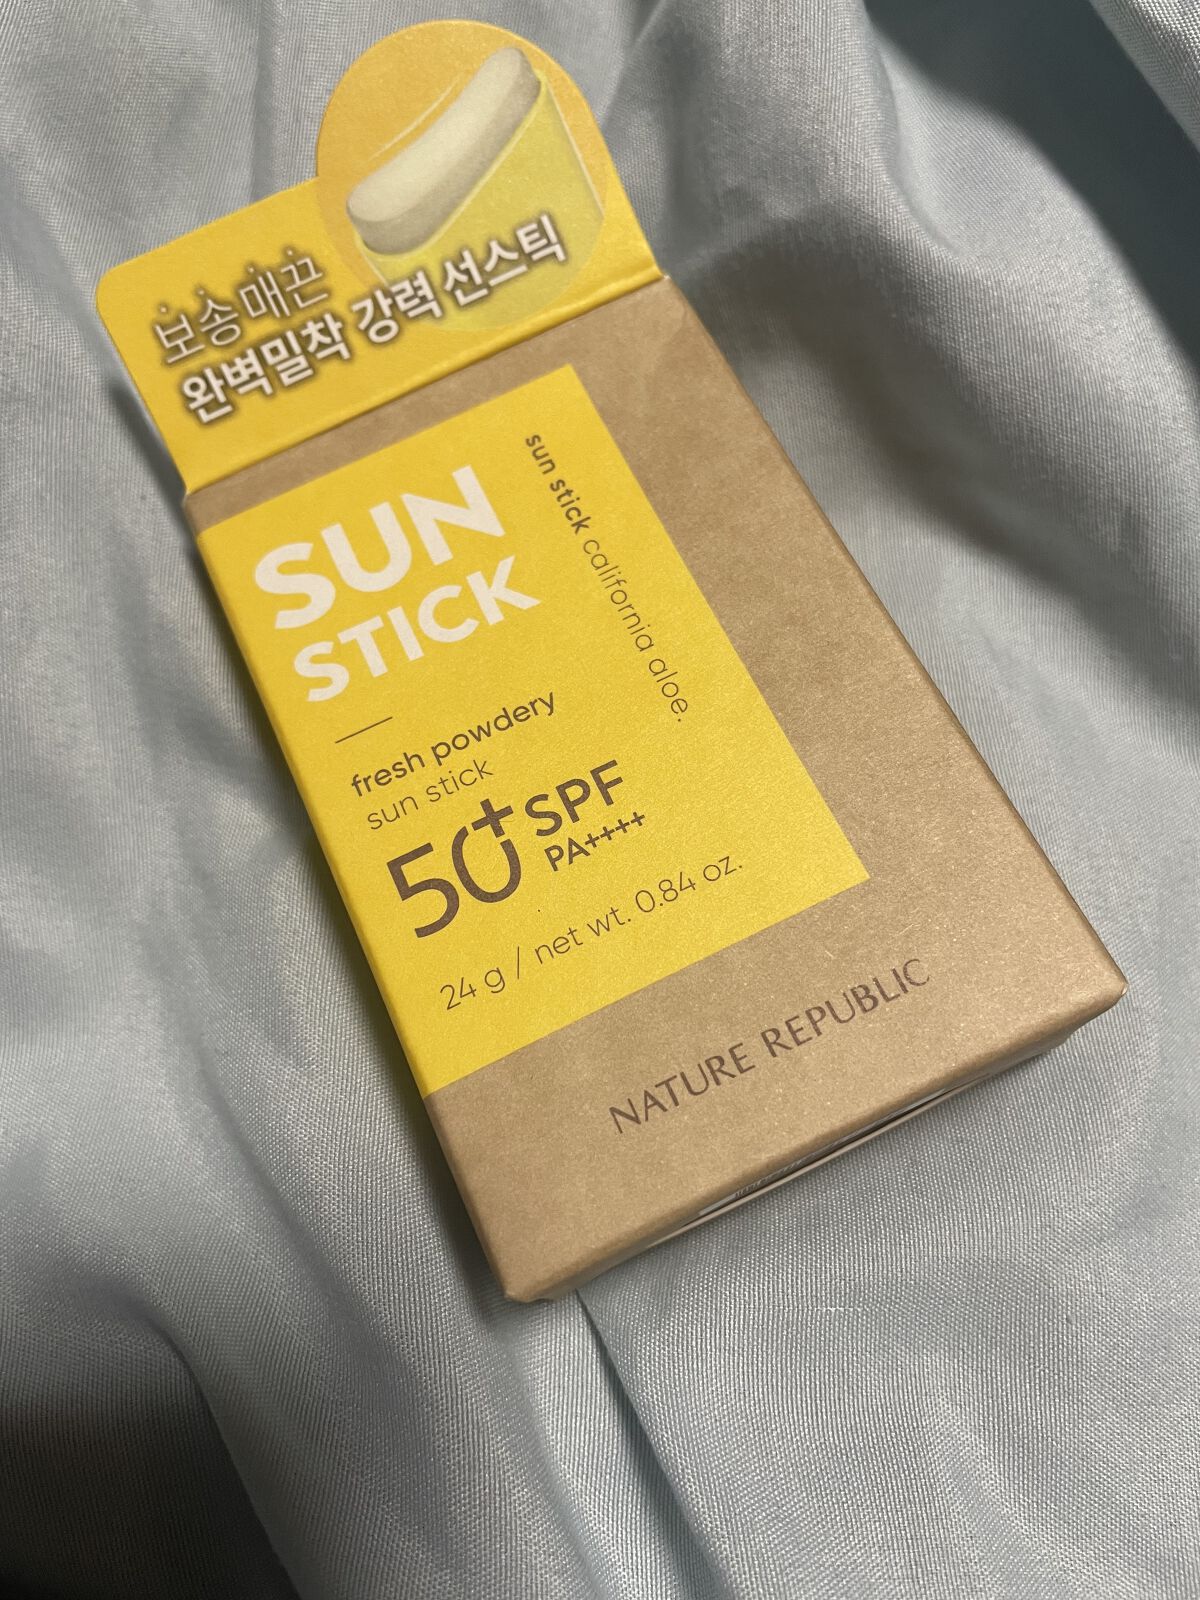 보송매끈
완벽밀착 강력 선스틱
SUN
STICK
sun stick california aloe.
fresh powdery
sun stick
50+ SPF
PA++++
24 g / net wt. 0.84 oz.
NATURE REPUBLIC